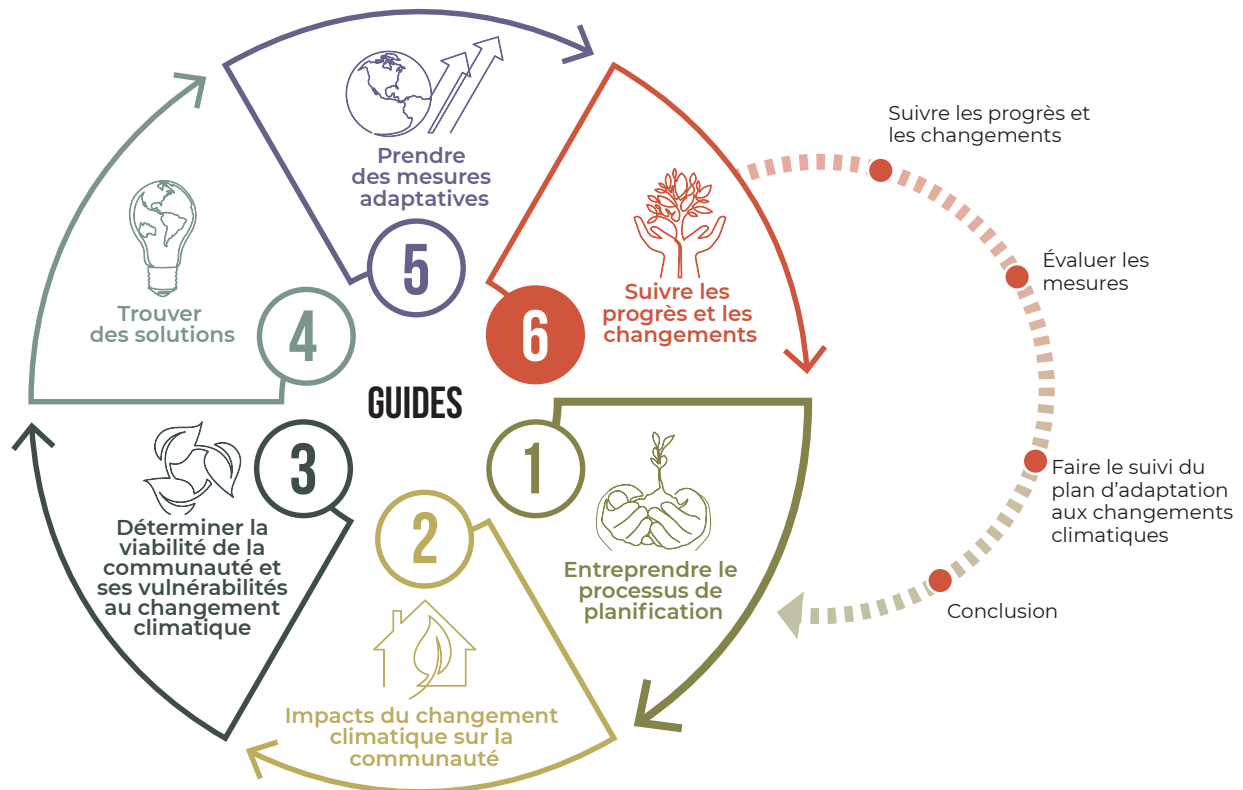 GUIDES
1
Entreprendre le
processus de
planification
2
Impacts du changement
climatique sur la
communauté
3
Déterminer la
viabilité de la
communauté et
ses vulnérabilités
au changement
climatique
4
Trouver
des solutions
5
Prendre
des mesures
adaptatives
6
Suivre les
progrès et les
changements
Suivre les progrès et
les changements
Évaluer les
mesures
Faire le suivi du
plan d’adaptation
aux changements
climatiques
Conclusion